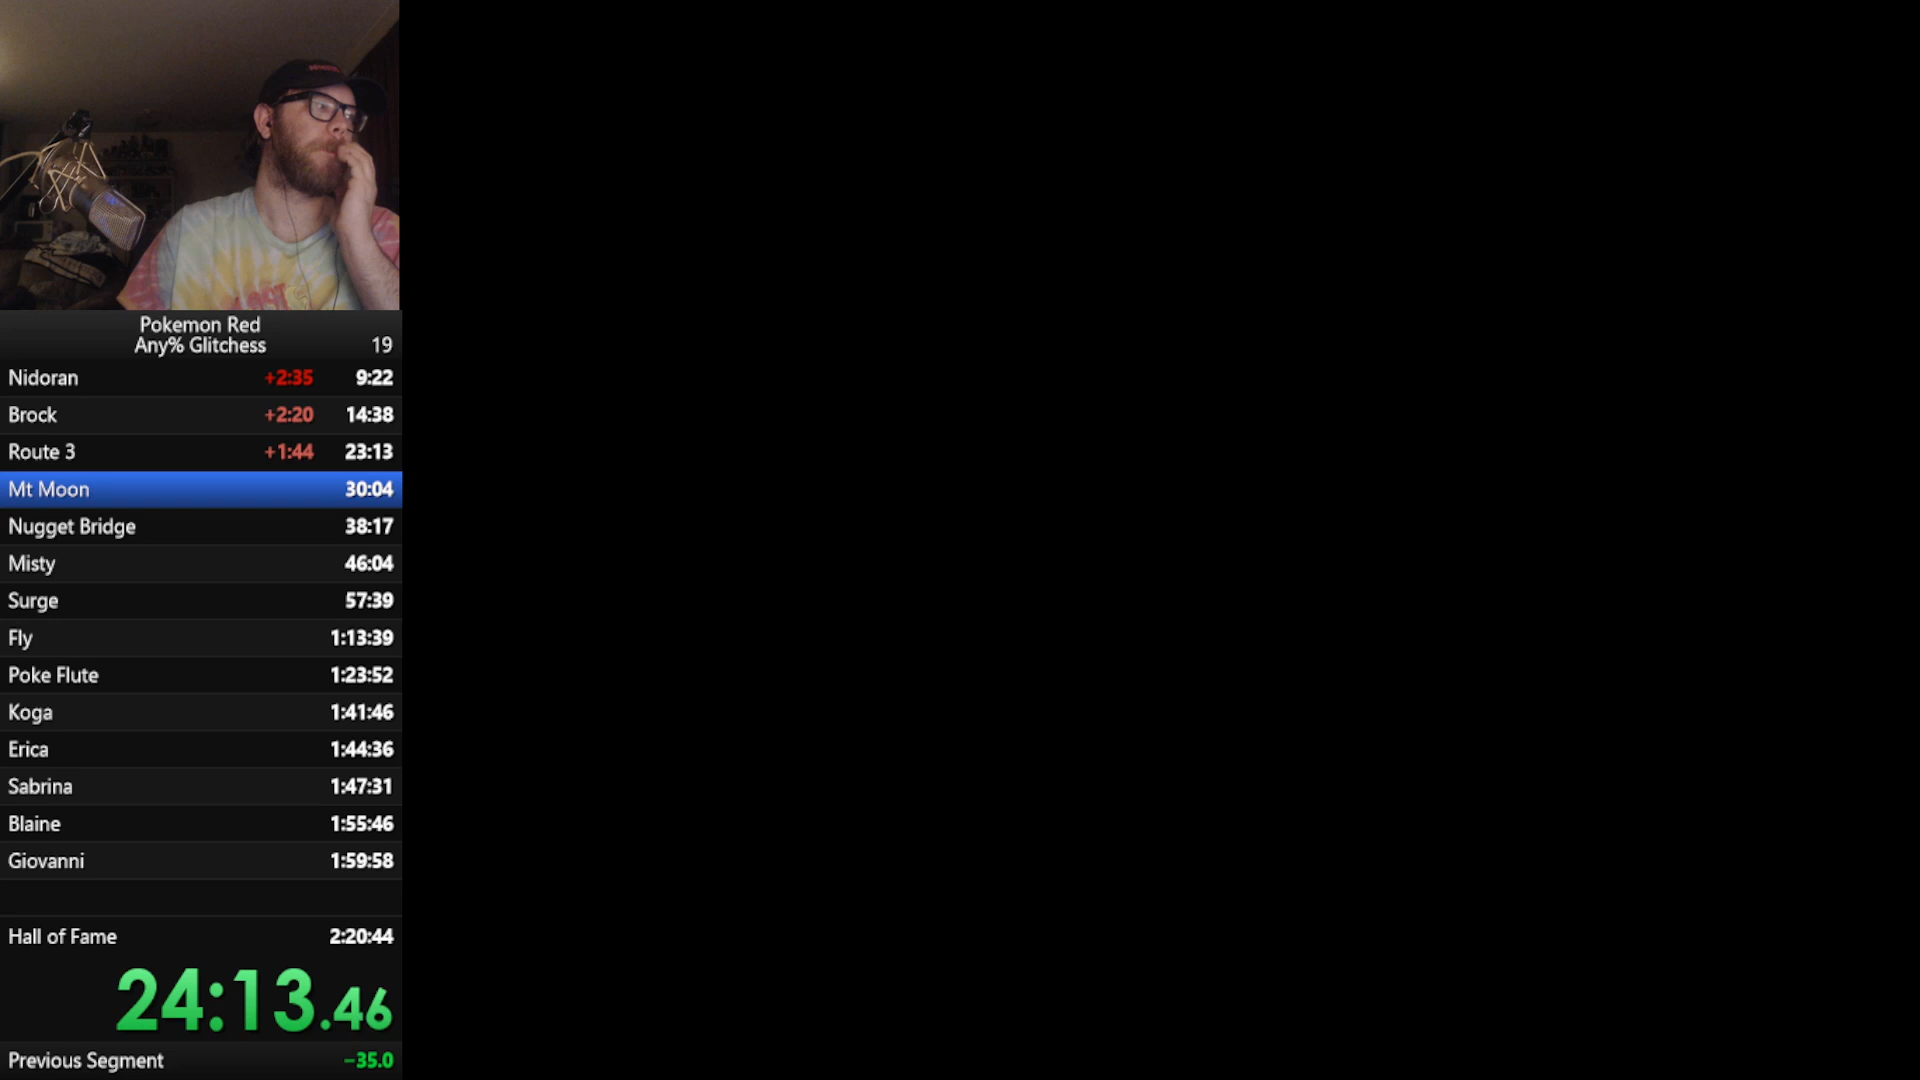 Pokemon Red
Any% Glitchess 19
Nidoran +2:35 9:22
Brock +2:20 14:38
Route 3 +1:44 23:13
Mt Moon 30:04
Nugget Bridge 38:17
Misty 46:04
Surge 57:39
Fly 1:13:39
Poke Flute 1:23:52
Koga 1:41:46
Erica 1:44:36
Sabrina 1:47:31
Blaine 1:55:46
Giovanni 1:59:58
Hall of Fame 2:20:44
24:13.46
Previous Segment −35.0